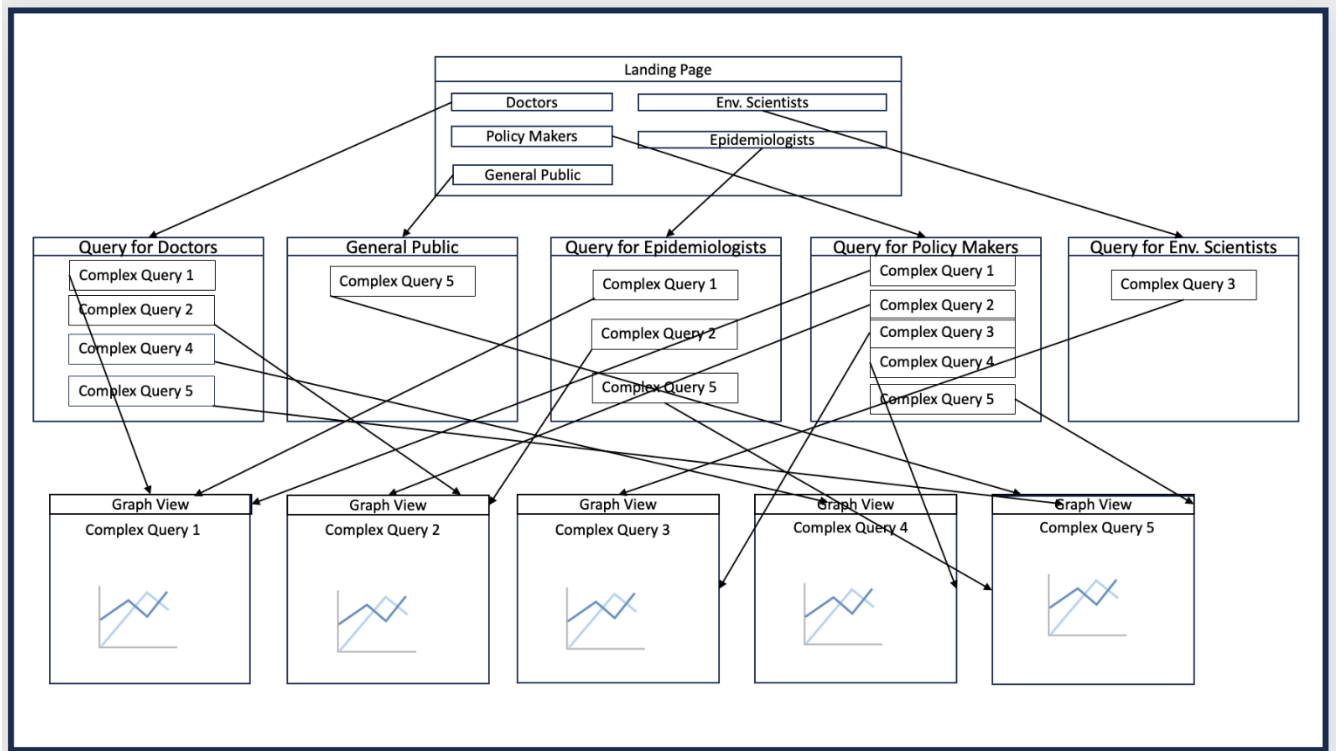 Landing Page
Doctors
Env. Scientists
Policy Makers
Epidemiologists
General Public
Query for Doctors
Complex Query 1
Complex Query 2
Complex Query 4
Complex Query 5
General Public
Complex Query 5
Query for Epidemiologists
Complex Query 1
Complex Query 2
Complex Query 5
Query for Policy Makers
Complex Query 1
Complex Query 2
Complex Query 3
Complex Query 4
Complex Query 5
Query for Env. Scientists
Complex Query 3
Graph View
Complex Query 1
Graph View
Complex Query 2
Graph View
Complex Query 3
Graph View
Complex Query 4
Graph View
Complex Query 5